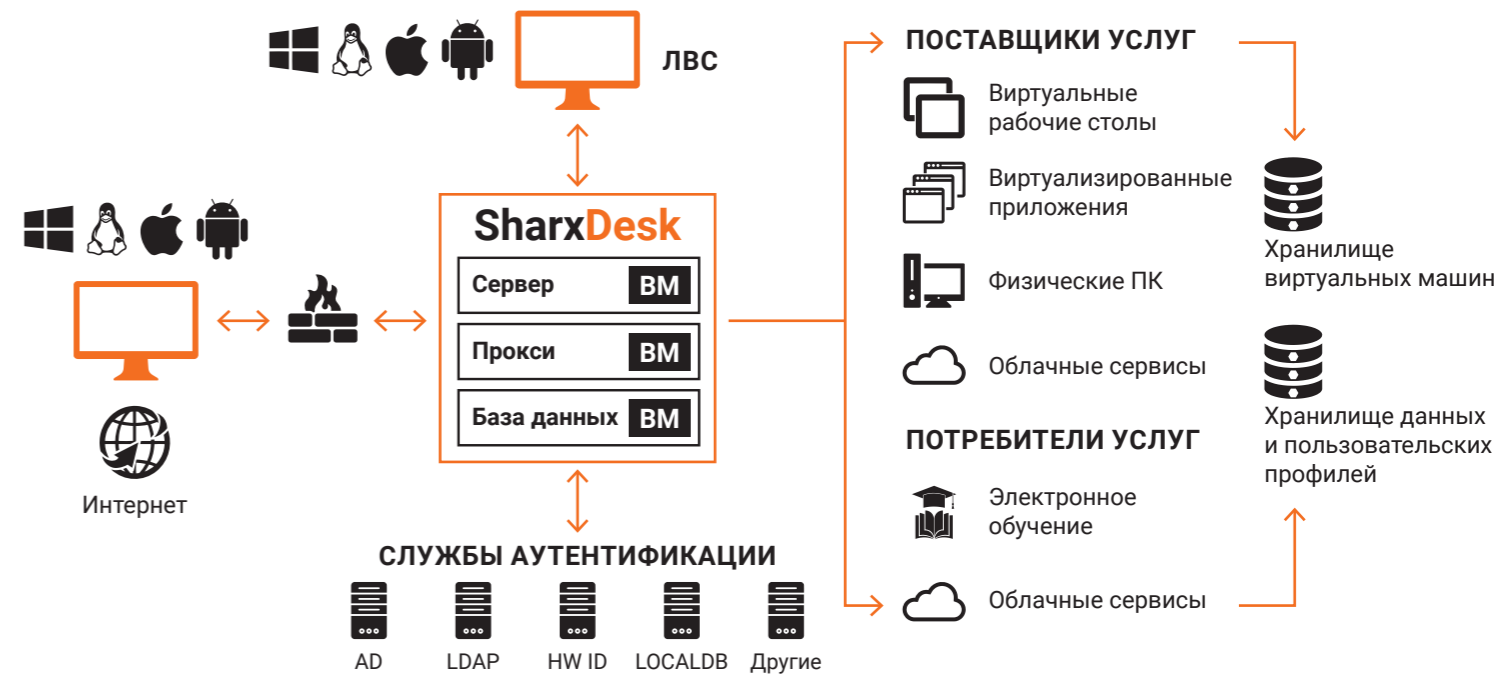 ЛВС
SharxDesk
Сервер ВМ
Прокси ВМ
База данных ВМ
Интернет
СЛУЖБЫ АУТЕНТИФИКАЦИИ
AD
LDAP
HW ID
LOCALDB
Другие
ПОСТАВЩИКИ УСЛУГ
Виртуальные
рабочие столы
Виртуализированные
приложения
Физические ПК
Облачные сервисы
ПОТРЕБИТЕЛИ УСЛУГ
Электронное
обучение
Облачные сервисы
Хранилище
виртуальных машин
Хранилище данных
и пользовательских
профилей